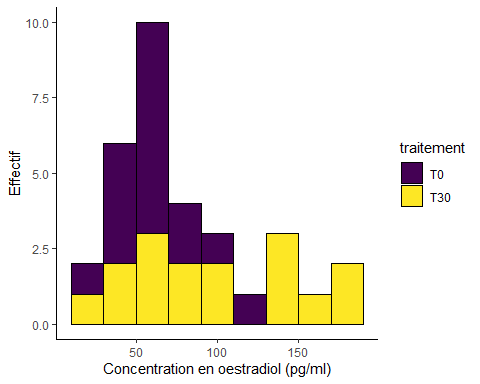 10.0
7.5
5.0
2.5
0.0
Effectif
50
100
150
Concentration en oestradiol (pg/ml)
traitement
T0
T30